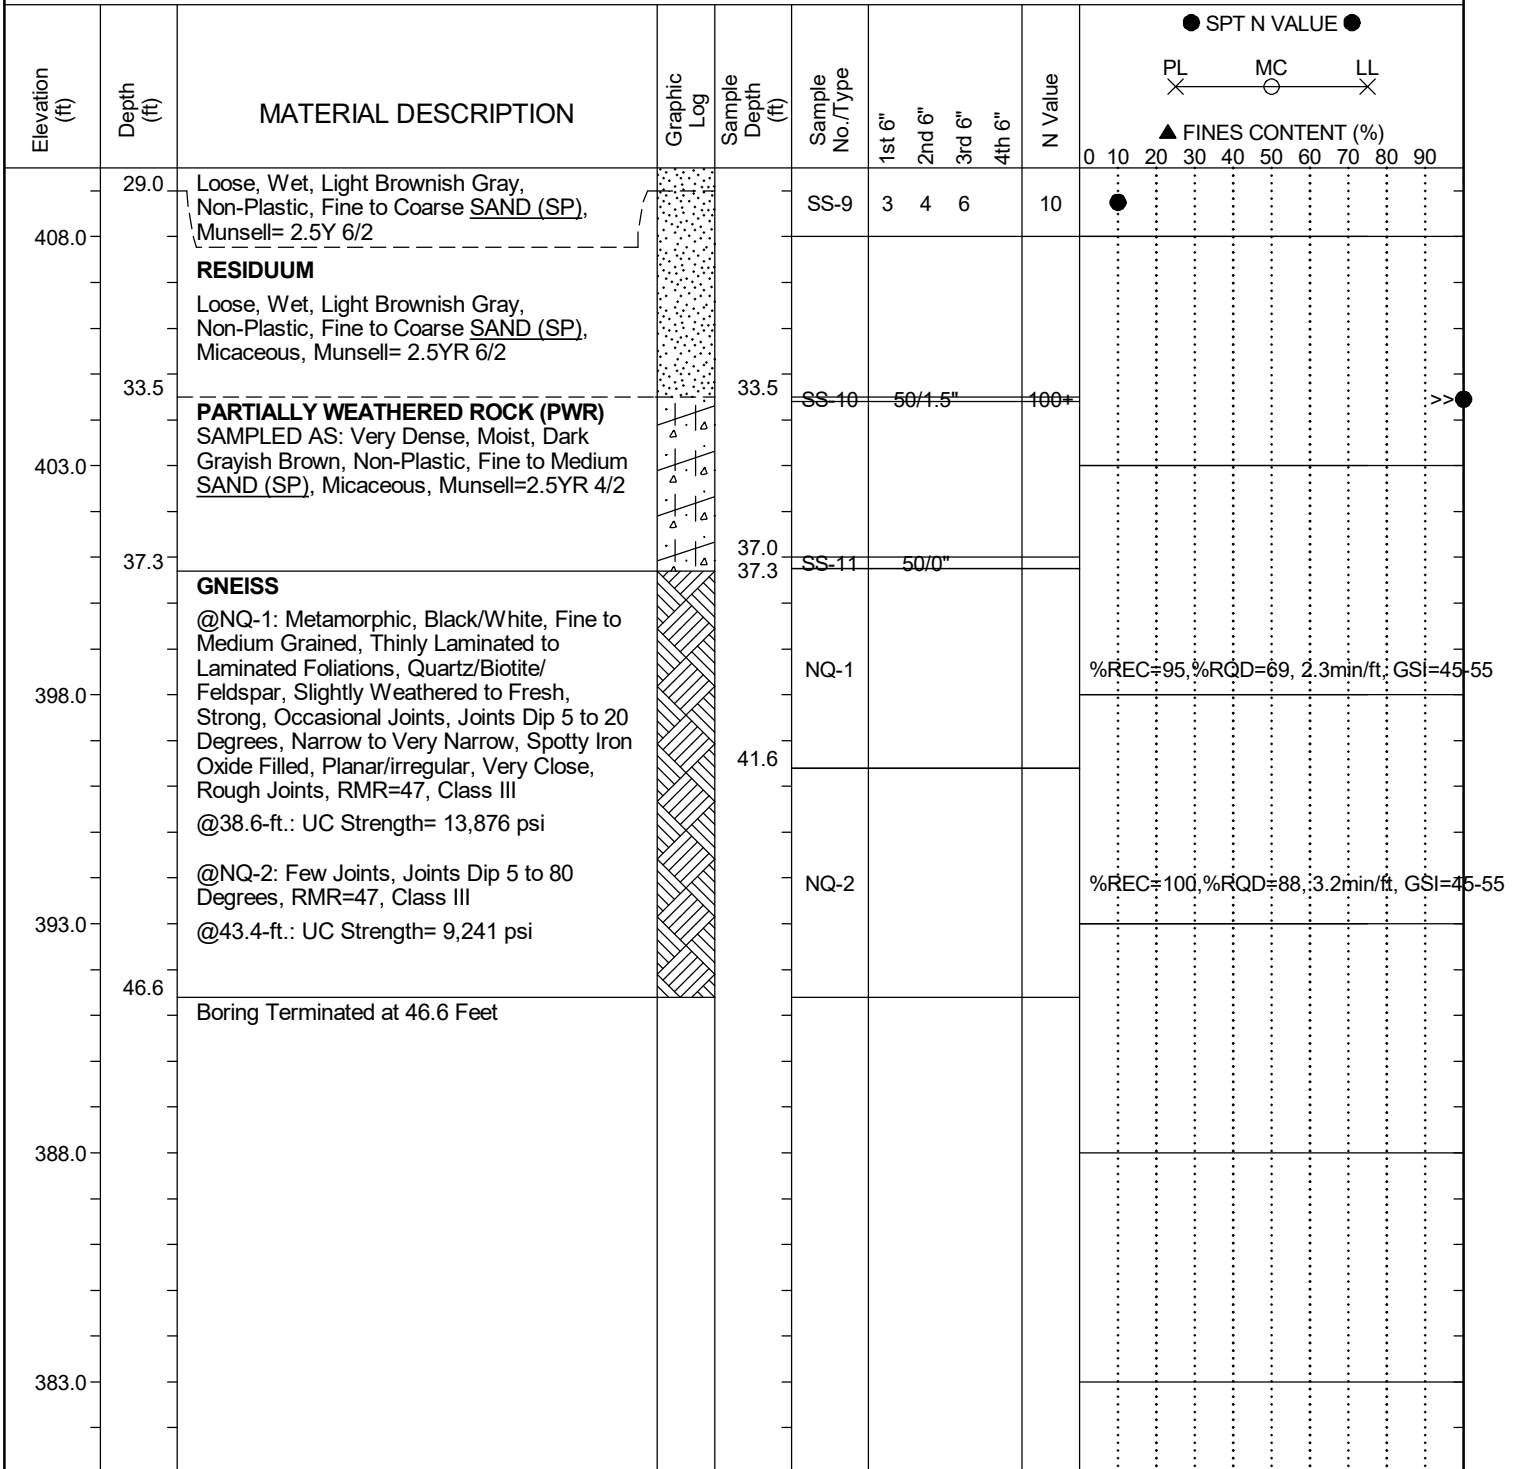 ● SPT N VALUE ●
PL MC LL
▲ FINES CONTENT (%)
0 10 20 30 40 50 60 70 80 90
Elevation
(ft)
Depth
(ft)
MATERIAL DESCRIPTION
Graphic
Log
Sample
Depth
(ft)
Sample
No./Type
1st 6"
2nd 6"
3rd 6"
4th 6"
N Value
29.0
Loose, Wet, Light Brownish Gray,
Non-Plastic, Fine to Coarse SAND (SP),
Munsell= 2.5Y 6/2
SS-9 3 4 6 10
408.0
RESIDUUM
Loose, Wet, Light Brownish Gray,
Non-Plastic, Fine to Coarse SAND (SP),
Micaceous, Munsell= 2.5YR 6/2
33.5
33.5
SS-10 50/1.5" 100+
>>
PARTIALLY WEATHERED ROCK (PWR)
SAMPLED AS: Very Dense, Moist, Dark
Grayish Brown, Non-Plastic, Fine to Medium
SAND (SP), Micaceous, Munsell=2.5YR 4/2
403.0
37.0
37.3
37.3
SS-11 50/0"
GNEISS
@NQ-1: Metamorphic, Black/White, Fine to
Medium Grained, Thinly Laminated to
Laminated Foliations, Quartz/Biotite/
Feldspar, Slightly Weathered to Fresh,
Strong, Occasional Joints, Joints Dip 5 to 20
Degrees, Narrow to Very Narrow, Spotty Iron
Oxide Filled, Planar/irregular, Very Close,
Rough Joints, RMR=47, Class III
NQ-1
%REC=95,%RQD=69, 2.3min/ft, GSI=45-55
398.0
41.6
@38.6-ft.: UC Strength= 13,876 psi
@NQ-2: Few Joints, Joints Dip 5 to 80
Degrees, RMR=47, Class III
NQ-2
%REC=100,%RQD=88, 3.2min/ft, GSI=45-55
393.0
@43.4-ft.: UC Strength= 9,241 psi
46.6
Boring Terminated at 46.6 Feet
388.0
383.0